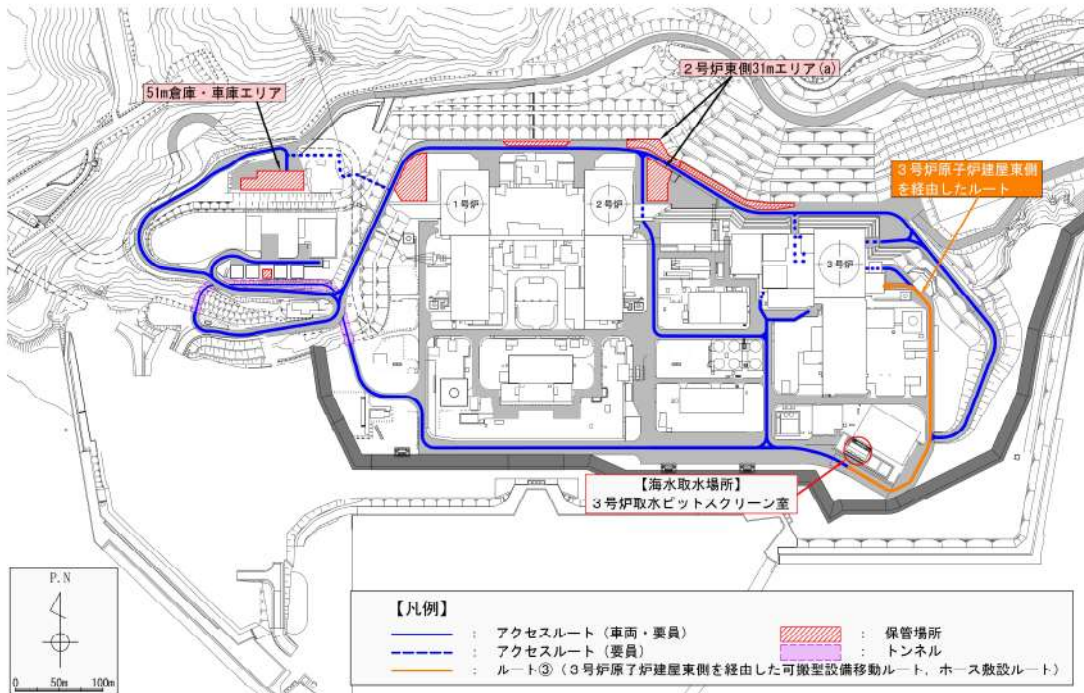 ２号炉東側31mエリア(a)
51m倉庫・車庫エリア
３号炉原子炉建屋東側
を経由したルート
１号炉
２号炉
３号炉
【海水取水場所】
３号炉取水ピットスクリーン室
P.N
0 50m 100m
【凡例】
： アクセスルート（車両・要員）
： アクセスルート（要員）
： ルート③（３号炉原子炉建屋東側を経由した可搬型設備移動ルート，ホース敷設ルート）
： 保管場所
： トンネル